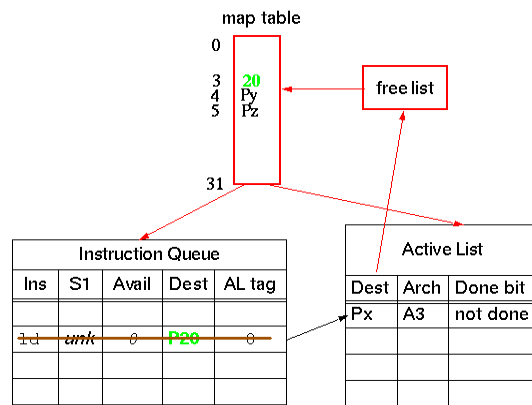 map table
0
3 20
free list
4 Py
5 Pz
31
Instruction Queue
Active List
Ins S1 Avail Dest AL tag
Dest Arch Done bit
Px A3 not done
ld unk 0 P20 0